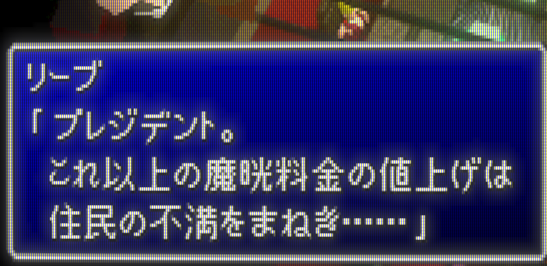 リーブ
「プレジデント。
これ以上の魔晄料金の値上げは
住民の不満をまねぎ……」